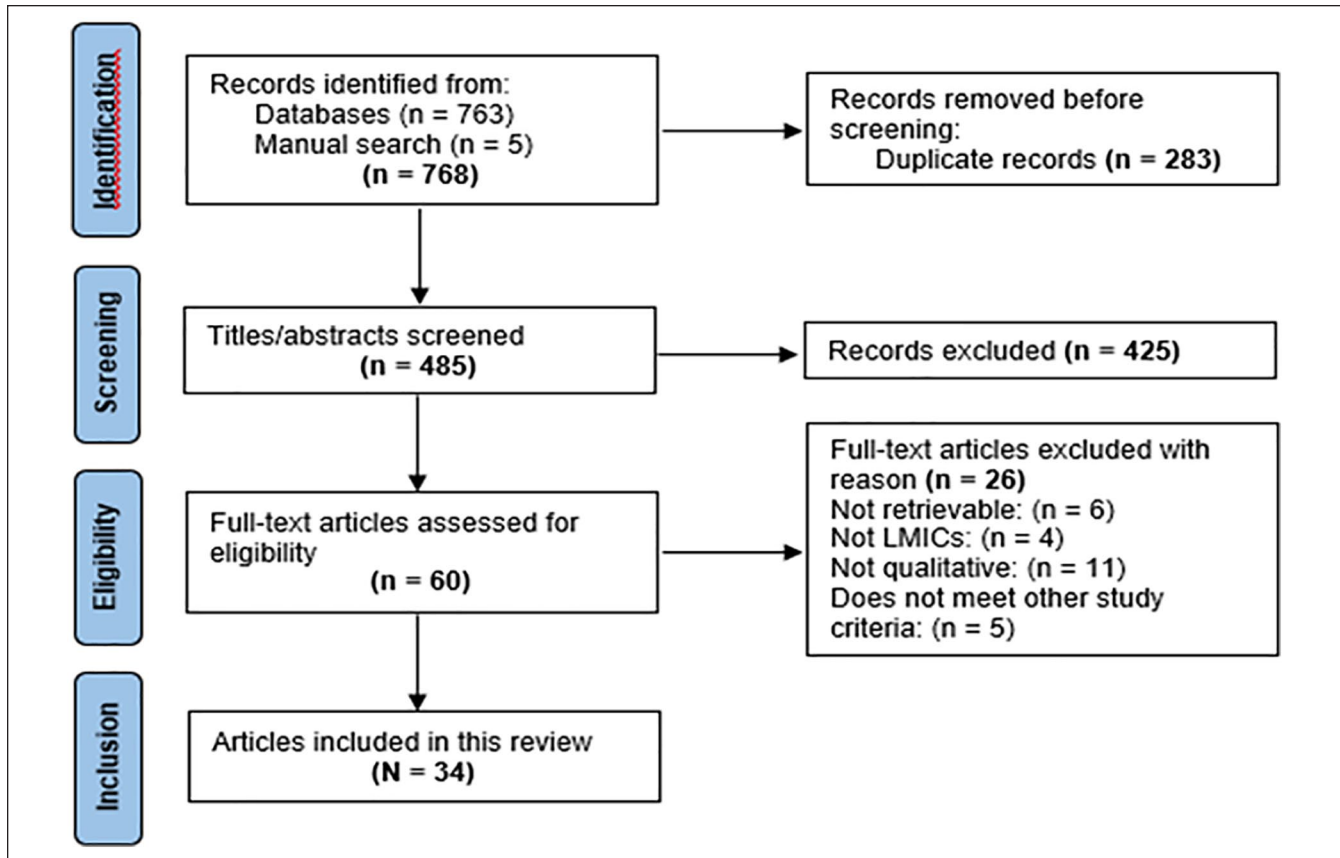 Identification
Records identified from:
Databases (n = 763)
Manual search (n = 5)
(n = 768)
Records removed before
screening:
Duplicate records (n = 283)
Screening
Titles/abstracts screened
(n = 485)
Records excluded (n = 425)
Eligibility
Full-text articles assessed for
eligibility
(n = 60)
Full-text articles excluded with
reason (n = 26)
Not retrievable: (n = 6)
Not LMICs: (n = 4)
Not qualitative: (n = 11)
Does not meet other study
criteria: (n = 5)
Inclusion
Articles included in this review
(N = 34)